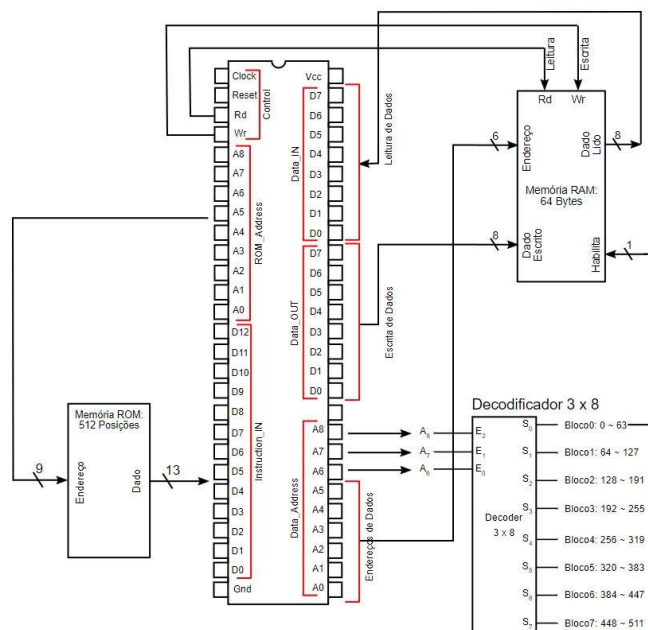 Clock
Reset
Rd
Wr
Control
A8
A7
A6
A5
A4
A3
A2
A1
A0
ROM_Address
D12
D11
D10
D9
D8
D7
D6
D5
D4
D3
D2
D1
D0
Instruction_IN
Gnd
Vcc
D7
D6
D5
D4
D3
D2
D1
D0
Data_IN
Leitura de Dados
D7
D6
D5
D4
D3
D2
D1
D0
Data_OUT
Escrita de Dados
A8
A7
A6
A5
A4
A3
A2
A1
A0
Data_Address
Endereços de Dados
Memória ROM:
512 Posições
Endereço
Dado
9
13
Leitura
Escrita
Rd
Wr
Endereço
Dado
Lido
Memória RAM:
64 Bytes
Dado
Escrito
Habilita
6
8
8
1
Decodificador 3 x 8
A8
A7
A6
E2
E1
E0
Decoder
3 x 8
S0
Bloco0: 0 ~ 63
S1
Bloco1: 64 ~ 127
S2
Bloco2: 128 ~ 191
S3
Bloco3: 192 ~ 255
S4
Bloco4: 256 ~ 319
S5
Bloco5: 320 ~ 383
S6
Bloco6: 384 ~ 447
S7
Bloco7: 448 ~ 511